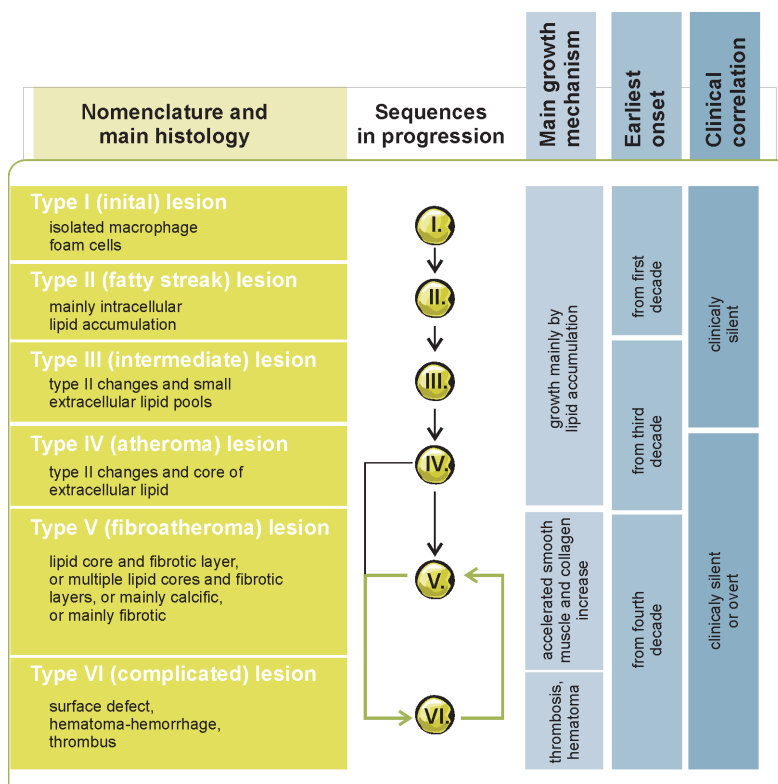 Nomenclature and
main histology
Sequences
in progression
Main growth
mechanism
Earliest
onset
Clinical
correlation
Type I (inital) lesion
isolated macrophage
foam cells
Type II (fatty streak) lesion
mainly intracellular
lipid accumulation
Type III (intermediate) lesion
type II changes and small
extracellular lipid pools
Type IV (atheroma) lesion
type II changes and core of
extracellular lipid
Type V (fibroatheroma) lesion
lipid core and fibrotic layer,
or multiple lipid cores and fibrotic
layers, or mainly calcific,
or mainly fibrotic
Type VI (complicated) lesion
surface defect,
hematoma-hemorrhage,
thrombus
I.
II.
III.
IV.
V.
VI.
growth mainly by
lipid accumulation
accelerated smooth
muscle and collagen
increase
thrombosis,
hematoma
from first
decade
from third
decade
from fourth
decade
clinicaly
silent
clinicaly silent
or overt